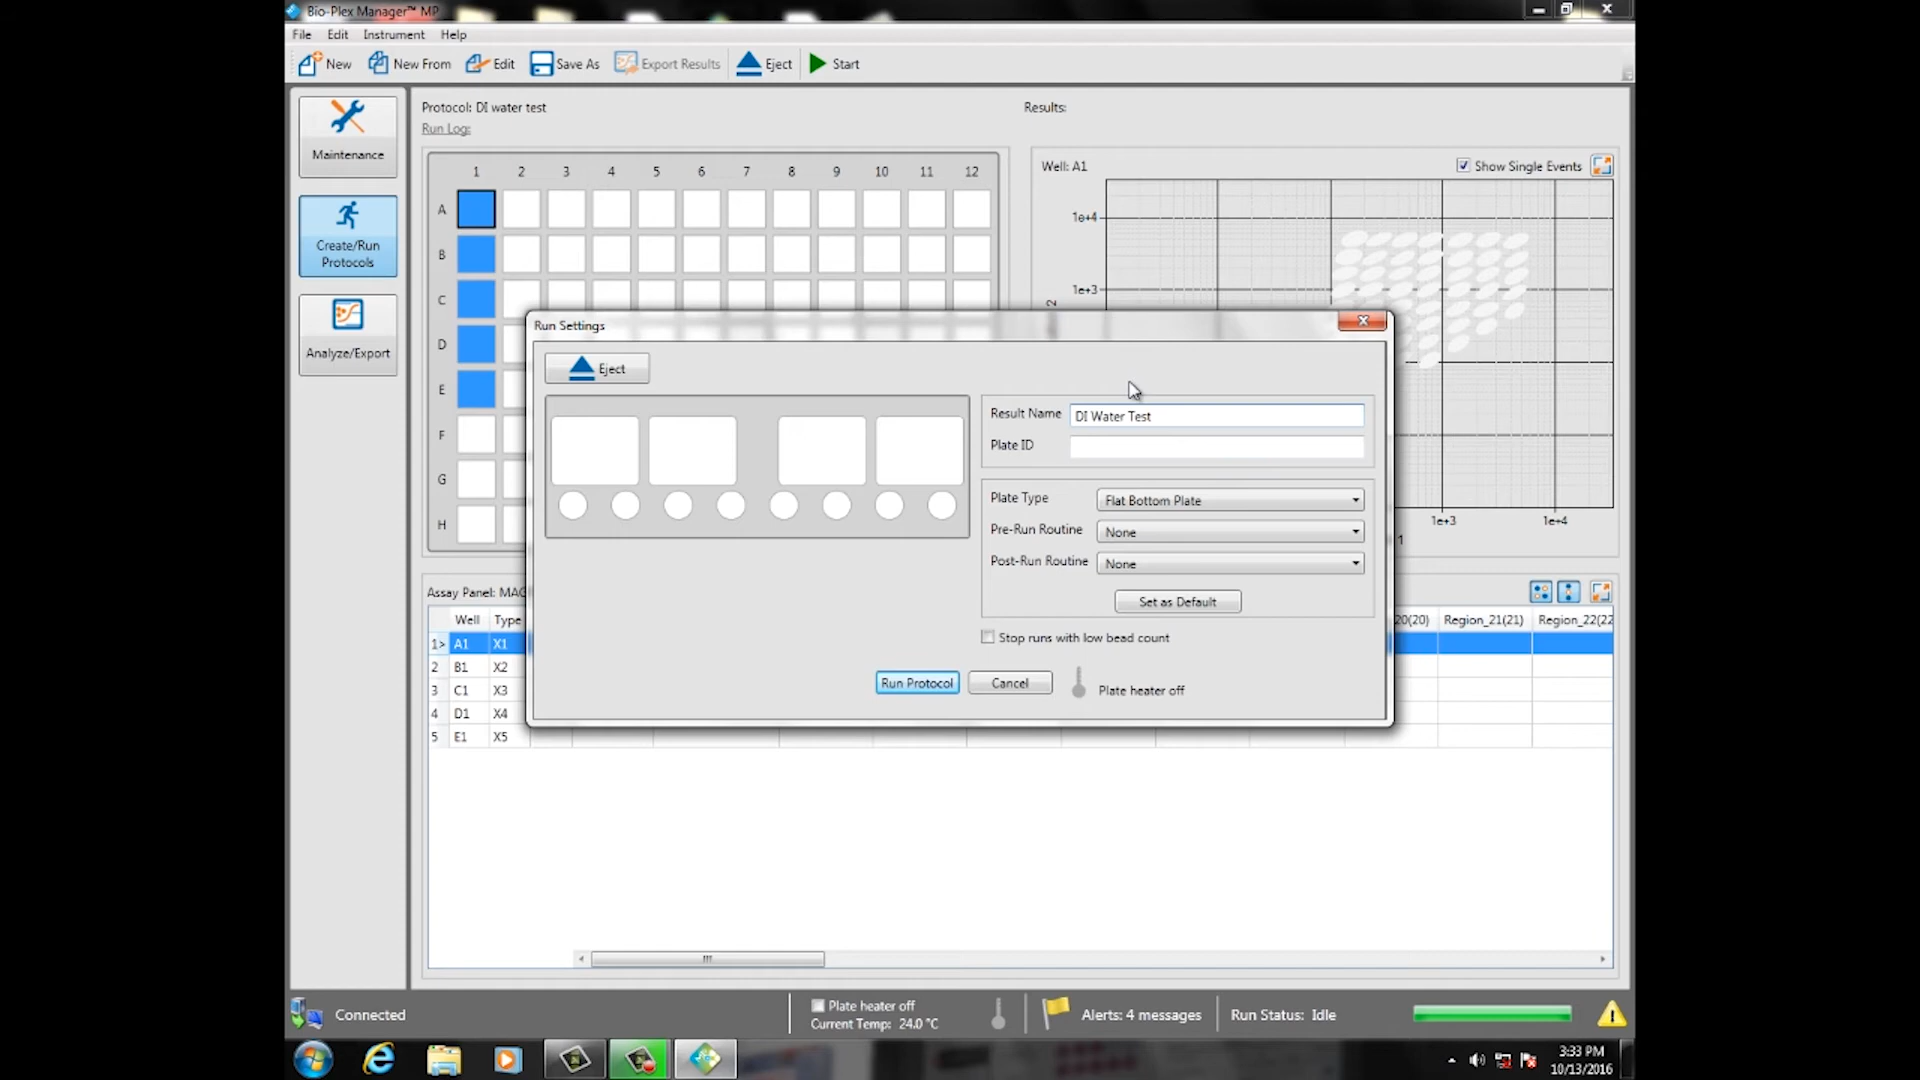 Bio-Plex Manager™ MP
File Edit Instrument Help
New New From Edit Save As Export Results Eject Start
Maintenance
Create/Run
Protocols
Analyze/Export
Protocol: DI water test
Run Log:
Results:
1 2 3 4 5 6 7 8 9 10 11 12
A
B
C
D
E
F
G
H
Well: A1
Show Single Events
1e+4
1e+3
2
1e+3 1e+4
1
Run Settings
Eject
Result Name DI Water Test
Plate ID
Plate Type Flat Bottom Plate
Pre-Run Routine None
Post-Run Routine None
Set as Default
Stop runs with low bead count
Run Protocol Cancel Plate heater off
Assay Panel: MAG
Well Type 20(20) Region_21(21) Region_22(22
1> A1 X1
2 B1 X2
3 C1 X3
4 D1 X4
5 E1 X5
Connected
Plate heater off
Current Temp: 24.0 °C
Alerts: 4 messages
Run Status: Idle
3:33 PM
10/13/2016